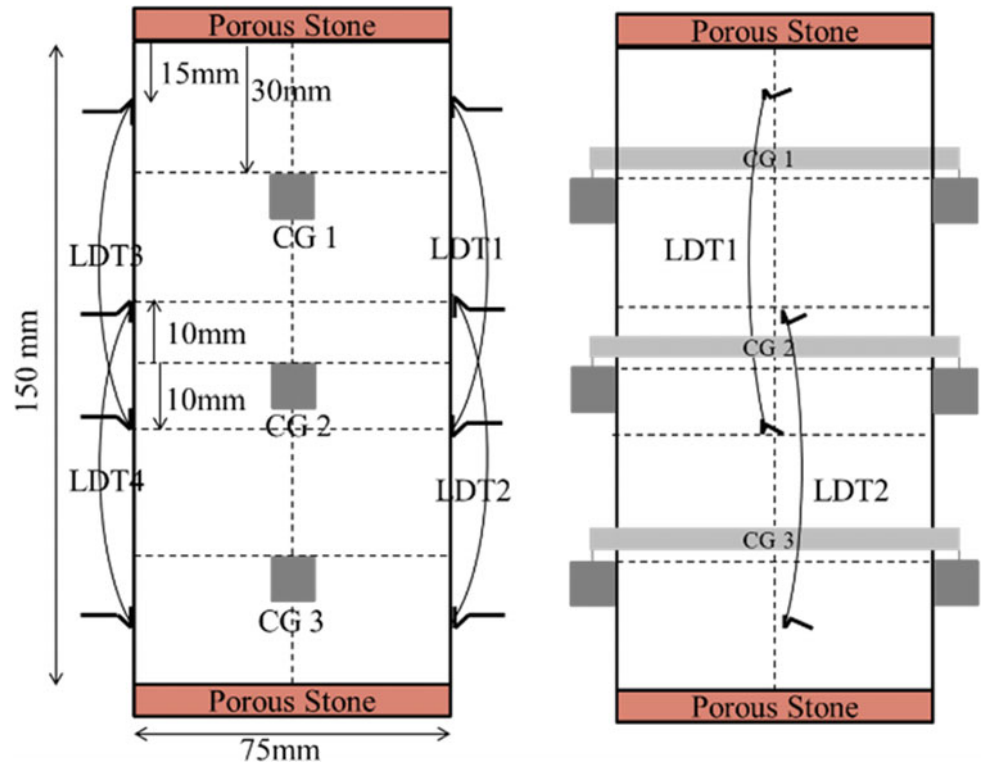 Porous Stone
15mm
30mm
CG 1
LDT3
LDT1
150 mm
10mm
10mm
CG 2
LDT4
LDT2
CG 3
Porous Stone
75mm
Porous Stone
CG 1
LDT1
CG 2
LDT2
CG 3
Porous Stone